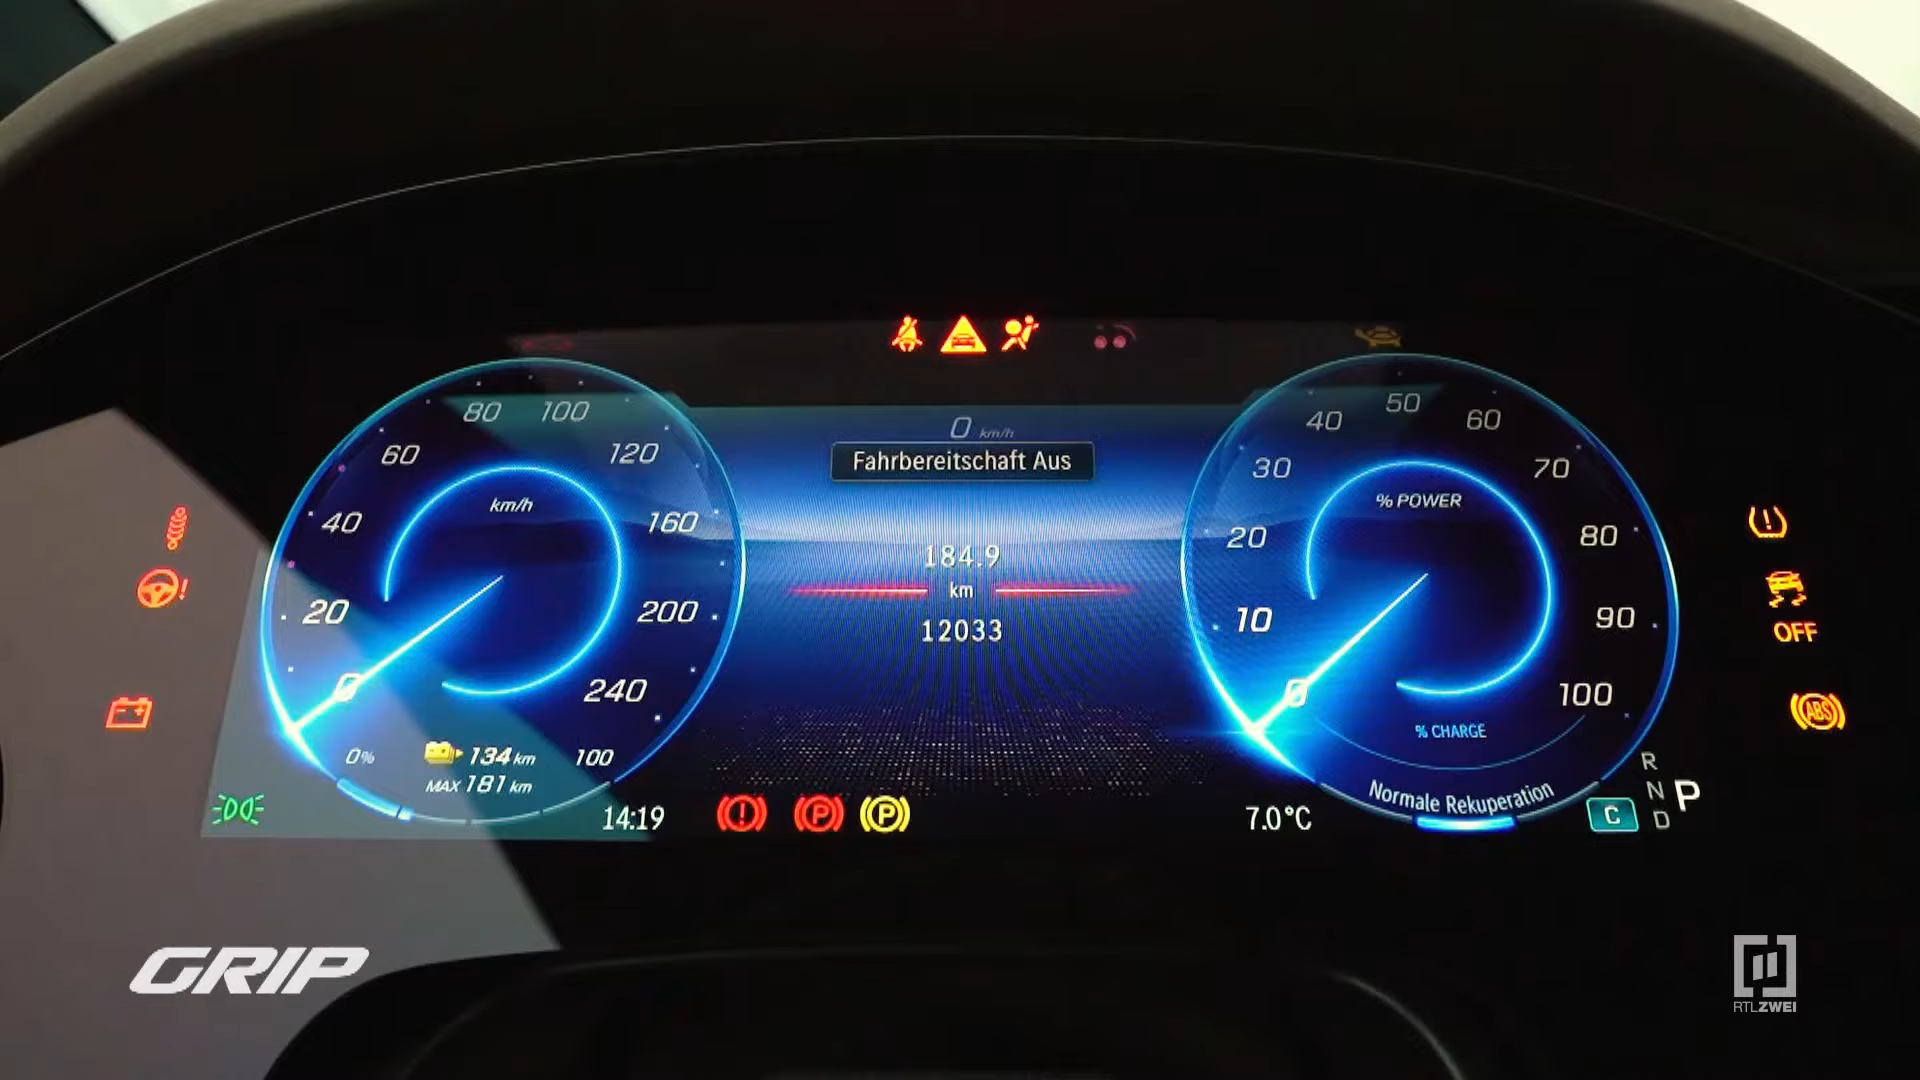 0 km/h
Fahrbereitschaft Aus
184.9
km
12033
km/h
0
20
40
60
80
100
120
160
200
240
0% 134 km 100
MAX 181 km
14:19
% POWER
0
10
20
30
40
50
60
70
80
90
100
% CHARGE
Normale Rekuperation
7.0°C
C
R
N
D
P
OFF
ABS
!
P
P
GRIP
RTLZWEI